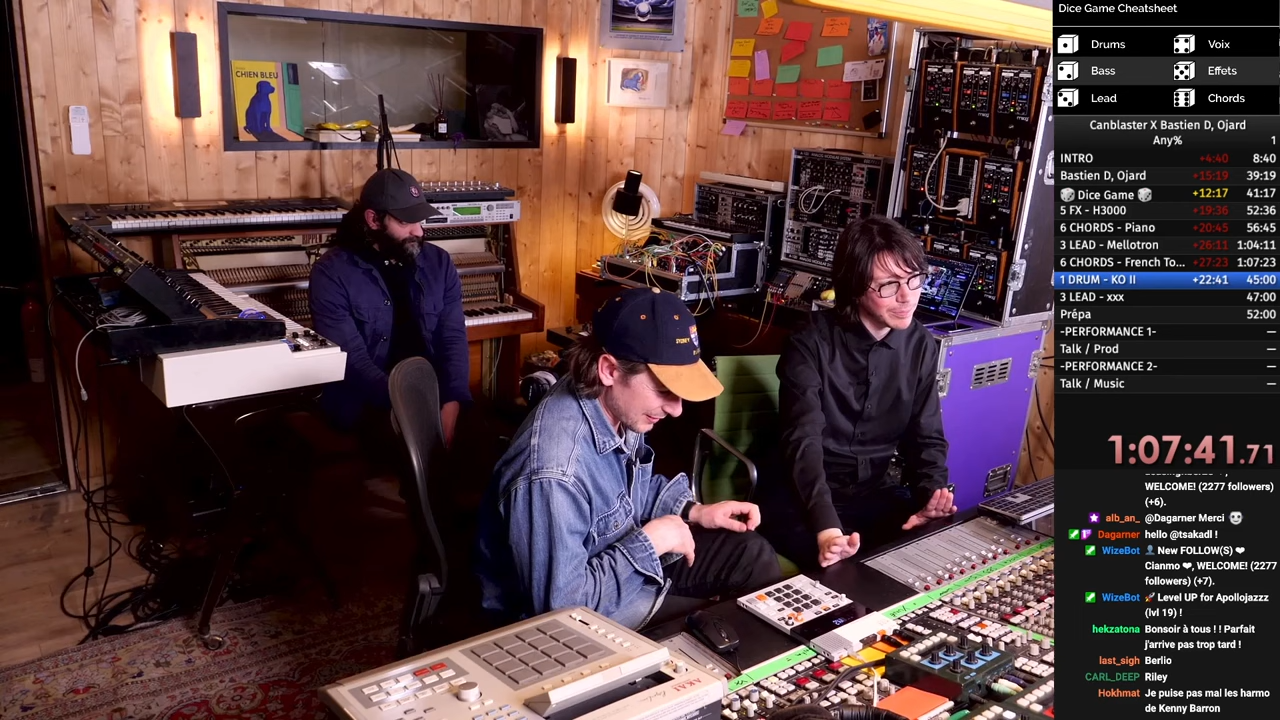 CHIEN BLEU
Dice Game Cheatsheet
Drums Voix
Bass Effets
Lead Chords
Canblaster X Bastien D, Ojard
Any% 1
INTRO +4:40 8:40
Bastien D, Ojard +15:19 39:19
🎲 Dice Game 🎲 +12:17 41:17
5 FX - H3000 +19:36 52:36
6 CHORDS - Piano +20:45 56:45
3 LEAD - Mellotron +26:11 1:04:11
6 CHORDS - French To... +27:23 1:07:23
1 DRUM - KO II +22:41 45:00
3 LEAD - xxx 47:00
Prépa 52:00
-PERFORMANCE 1- —
Talk / Prod —
-PERFORMANCE 2- —
Talk / Music —
1:07:41.71
WELCOME! (2277 followers)
(+6).
alb_an_ @Dagarner Merci
Dagarner hello @tsakadl !
WizeBot 👤 New FOLLOW(S) ❤
Cianmo ❤, WELCOME! (2277
followers) (+7).
WizeBot 🚀 Level UP for Apollojazzz
(lvl 19) !
hekzatona Bonsoir à tous ! ! Parfait
j'arrive pas trop tard !
last_sigh Berlio
CARL_DEEP Riley
Hokhmat Je puise pas mal les harmo
de Kenny Barron
AKAI